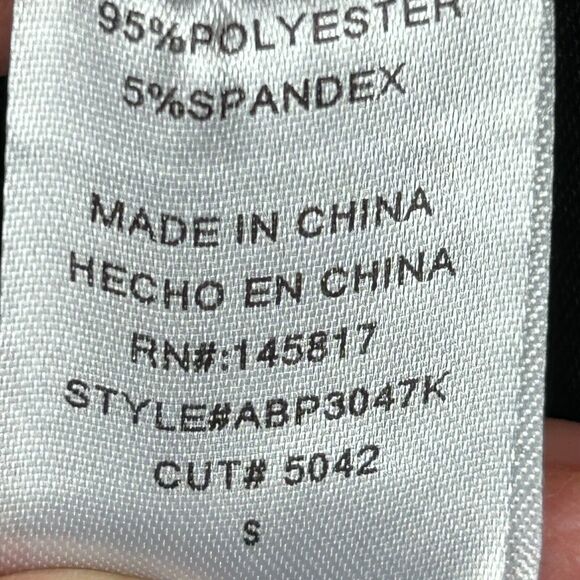 95%POLYESTER
5%SPANDEX
MADE IN CHINA
HECHO EN CHINA
RN#:145817
STYLE#ABP3047K
CUT# 5042
S